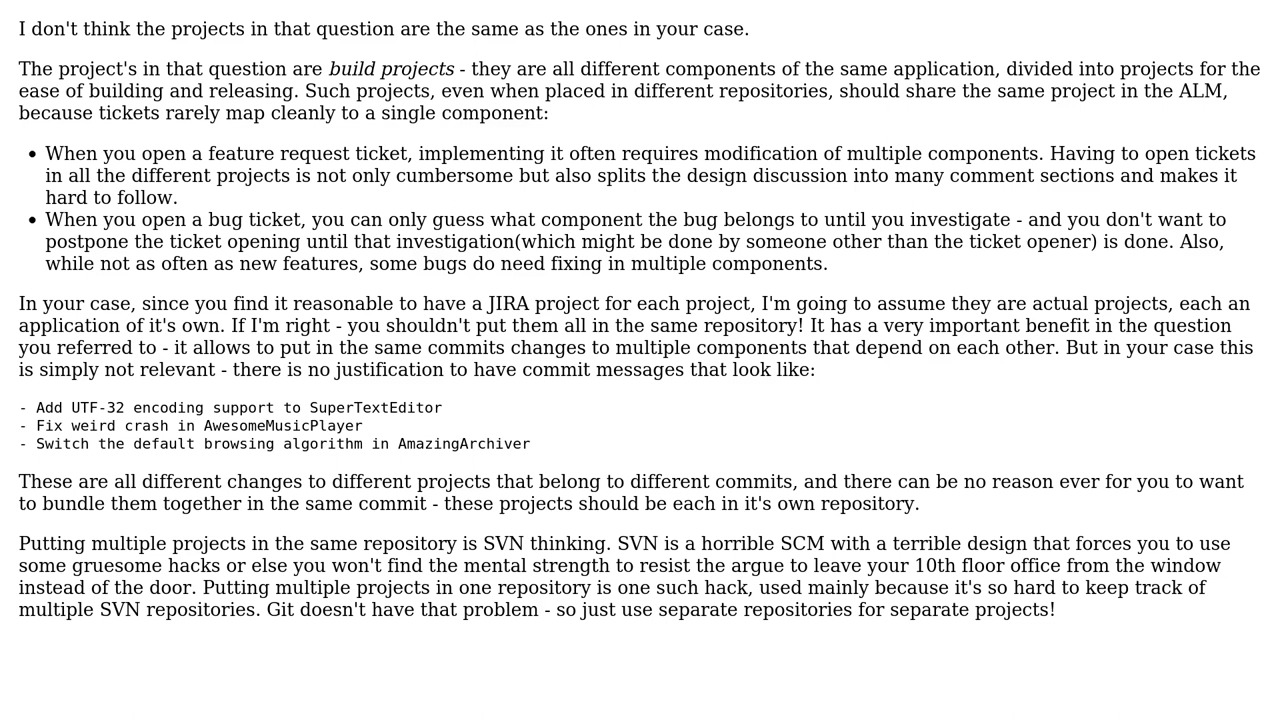 I don't think the projects in that question are the same as the ones in your case.
The project's in that question are build projects - they are all different components of the same application, divided into projects for the
ease of building and releasing. Such projects, even when placed in different repositories, should share the same project in the ALM,
because tickets rarely map cleanly to a single component:
• When you open a feature request ticket, implementing it often requires modification of multiple components. Having to open tickets
in all the different projects is not only cumbersome but also splits the design discussion into many comment sections and makes it
hard to follow.
• When you open a bug ticket, you can only guess what component the bug belongs to until you investigate - and you don't want to
postpone the ticket opening until that investigation(which might be done by someone other than the ticket opener) is done. Also,
while not as often as new features, some bugs do need fixing in multiple components.
In your case, since you find it reasonable to have a JIRA project for each project, I'm going to assume they are actual projects, each an
application of it's own. If I'm right - you shouldn't put them all in the same repository! It has a very important benefit in the question
you referred to - it allows to put in the same commits changes to multiple components that depend on each other. But in your case this
is simply not relevant - there is no justification to have commit messages that look like:
- Add UTF-32 encoding support to SuperTextEditor
- Fix weird crash in AwesomeMusicPlayer
- Switch the default browsing algorithm in AmazingArchiver
These are all different changes to different projects that belong to different commits, and there can be no reason ever for you to want
to bundle them together in the same commit - these projects should be each in it's own repository.
Putting multiple projects in the same repository is SVN thinking. SVN is a horrible SCM with a terrible design that forces you to use
some gruesome hacks or else you won't find the mental strength to resist the argue to leave your 10th floor office from the window
instead of the door. Putting multiple projects in one repository is one such hack, used mainly because it's so hard to keep track of
multiple SVN repositories. Git doesn't have that problem - so just use separate repositories for separate projects!